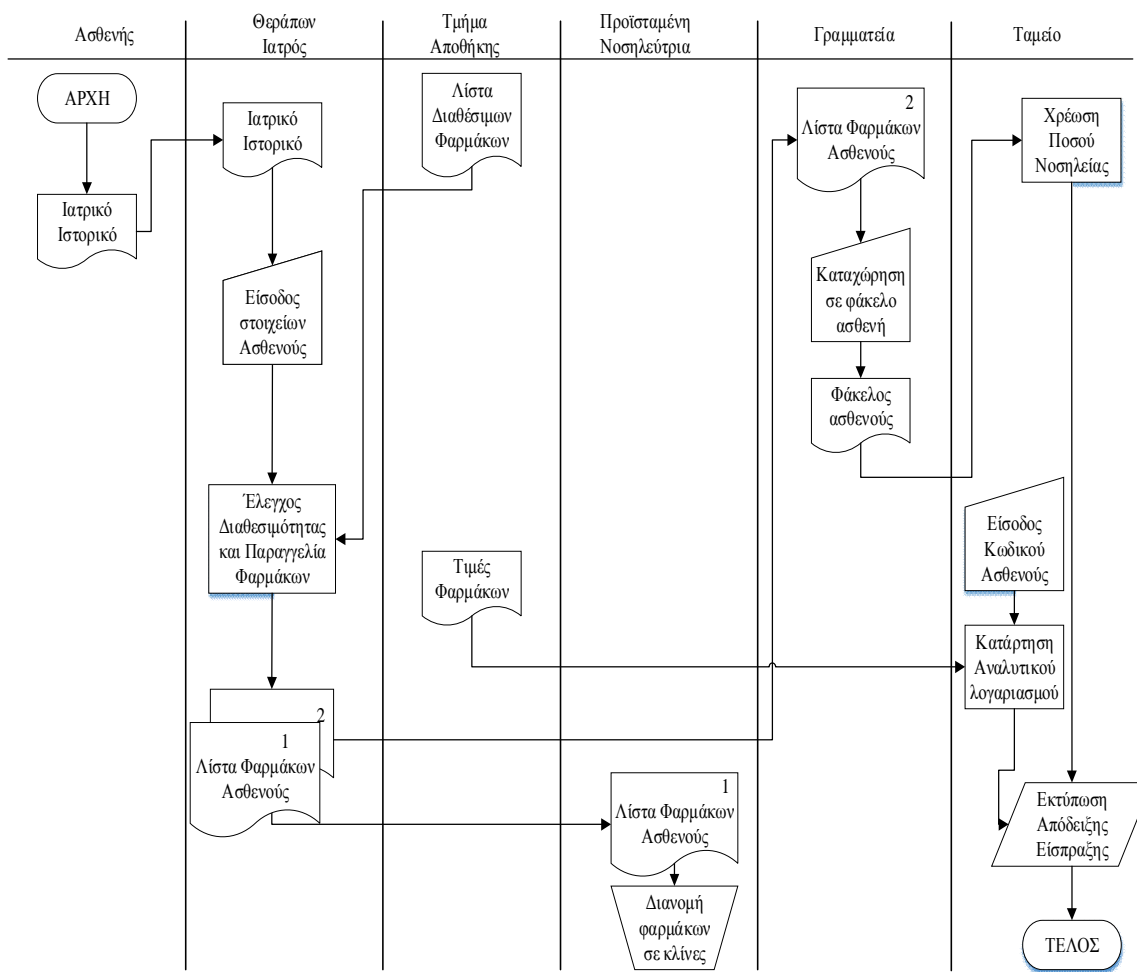 Ασθενής
Θεράπων
Ιατρός
Τμήμα
Αποθήκης
Προϊσταμένη
Νοσηλεύτρια
Γραμματεία
Ταμείο
ΑΡΧΗ
Ιατρικό
Ιστορικό
Ιατρικό
Ιστορικό
Είσοδος
στοιχείων
Ασθενούς
Έλεγχος
Διαθεσιμότητας
και Παραγγελία
Φαρμάκων
2
1
Λίστα Φαρμάκων
Ασθενούς
Λίστα
Διαθέσιμων
Φαρμάκων
Τιμές
Φαρμάκων
1
Λίστα Φαρμάκων
Ασθενούς
Διανομή
φαρμάκων
σε κλίνες
2
Λίστα Φαρμάκων
Ασθενούς
Καταχώρηση
σε φάκελο
ασθενή
Φάκελος
ασθενούς
Χρέωση
Ποσού
Νοσηλείας
Είσοδος
Κωδικού
Ασθενούς
Κατάρτηση
Αναλυτικού
λογαριασμού
Εκτύπωση
Απόδειξης
Είσπραξης
ΤΕΛΟΣ